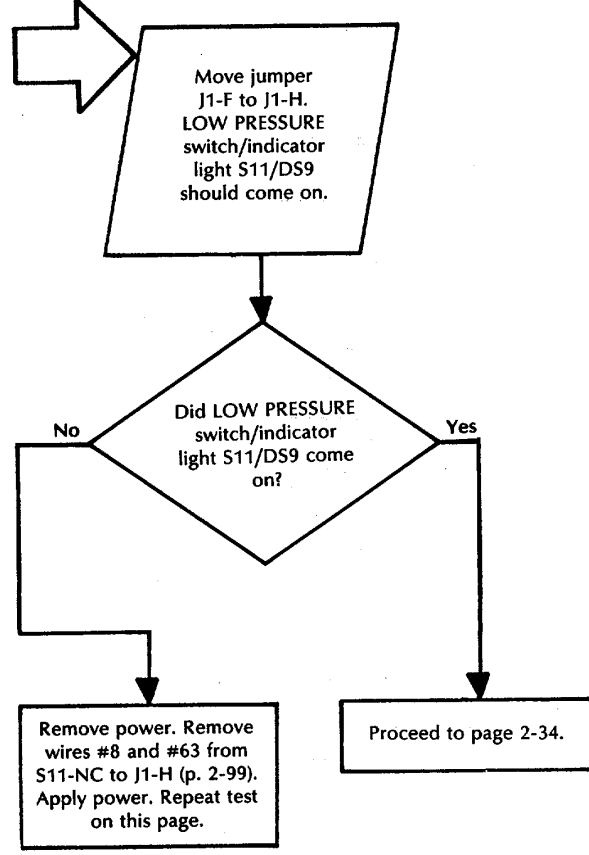 Move jumper
J1-F to J1-H.
LOW PRESSURE
switch/indicator
light S11/DS9
should come on.
Did LOW PRESSURE
switch/indicator
light S11/DS9 come
on?
No
Yes
Remove power. Remove
wires #8 and #63 from
S11-NC to J1-H (p. 2-99).
Apply power. Repeat test
on this page.
Proceed to page 2-34.